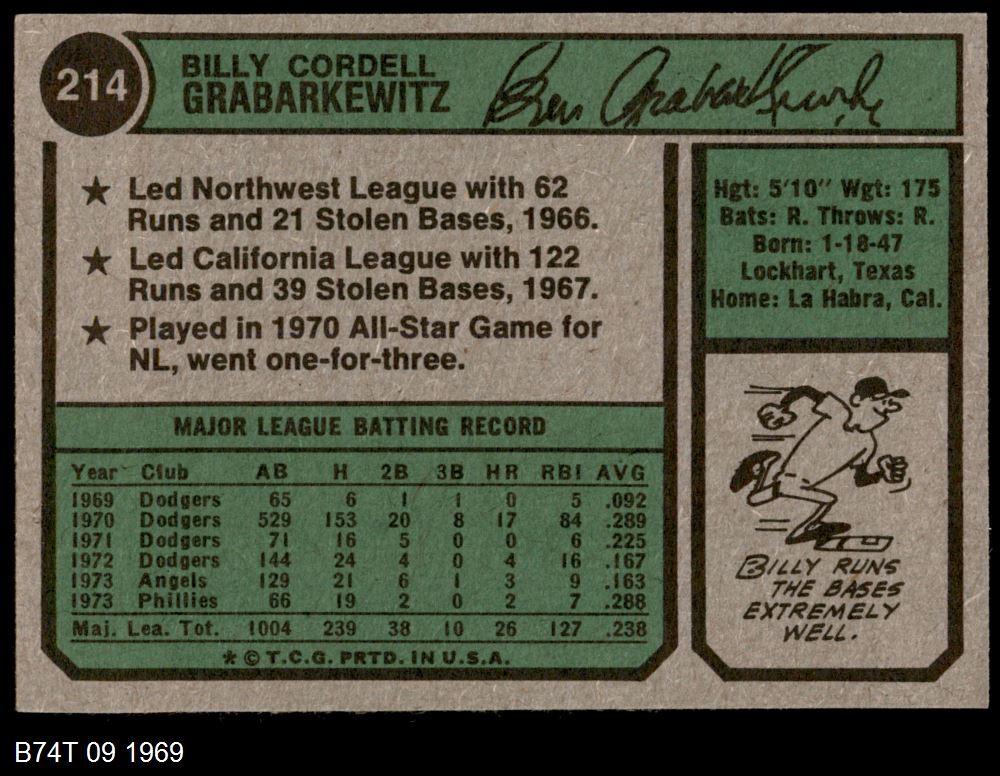 214
BILLY CORDELL
GRABARKEWITZ
Billy Grabarkewitz
★ Led Northwest League with 62
Runs and 21 Stolen Bases, 1966.
★ Led California League with 122
Runs and 39 Stolen Bases, 1967.
★ Played in 1970 All-Star Game for
NL, went one-for-three.
Hgt: 5'10" Wgt: 175
Bats: R. Throws: R.
Born: 1-18-47
Lockhart, Texas
Home: La Habra, Cal.
MAJOR LEAGUE BATTING RECORD
Year Club AB H 2B 3B HR RBI AVG
1969 Dodgers 65 6 1 1 0 5 .092
1970 Dodgers 529 153 20 8 17 84 .289
1971 Dodgers 71 16 5 0 0 6 .225
1972 Dodgers 144 24 4 0 4 16 .167
1973 Angels 129 21 6 1 3 9 .163
1973 Phillies 66 19 2 0 2 7 .288
Maj. Lea. Tot. 1004 239 38 10 26 127 .238
* © T.C.G. PRTD. IN U.S.A.
BILLY RUNS
THE BASES
EXTREMELY
WELL.
B74T 09 1969